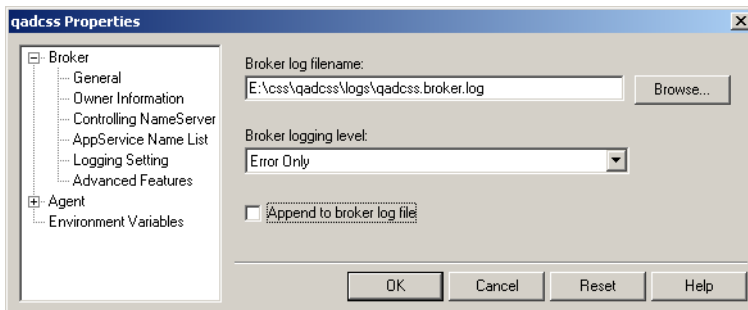 qadcss Properties
Broker
General
Owner Information
Controlling NameServer
AppService Name List
Logging Setting
Advanced Features
Agent
Environment Variables
Broker log filename:
E:\css\qadcss\logs\qadcss.broker.log
Browse...
Broker logging level:
Error Only
Append to broker log file
OK
Cancel
Reset
Help